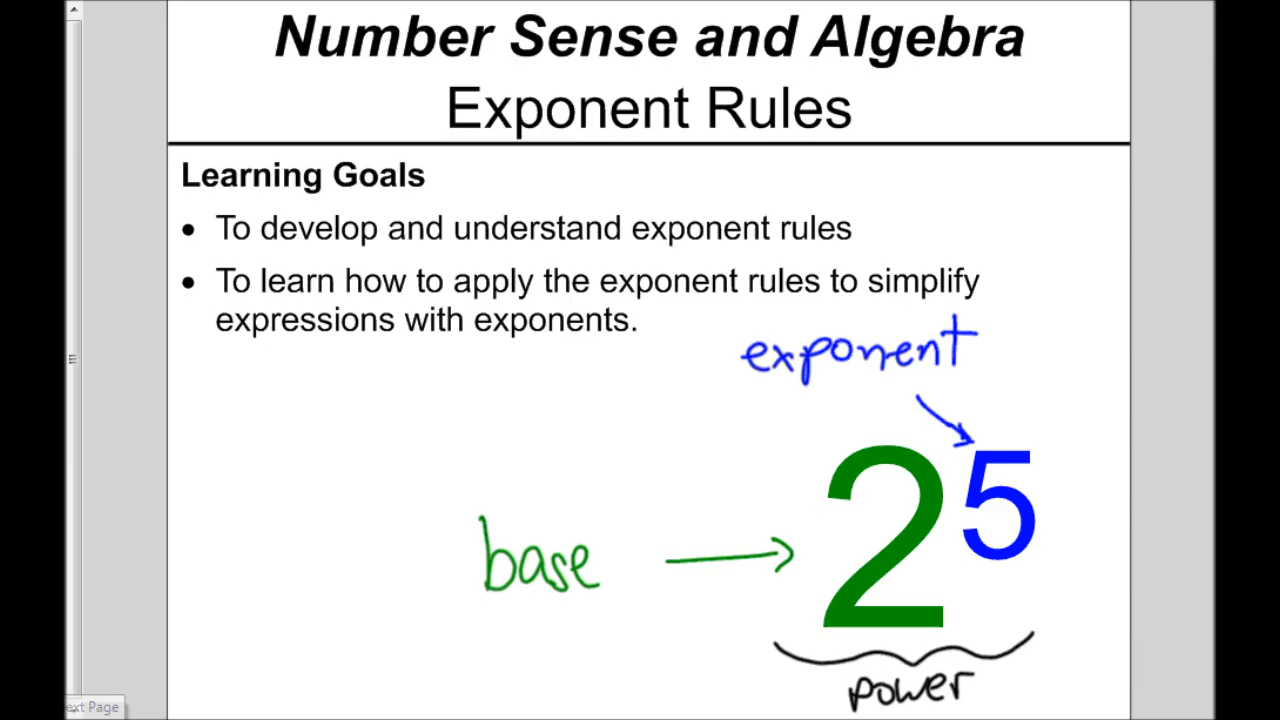 Number Sense and Algebra
Exponent Rules
Learning Goals
• To develop and understand exponent rules
• To learn how to apply the exponent rules to simplify
expressions with exponents.
exponent
2⁵
base
power
ext Page